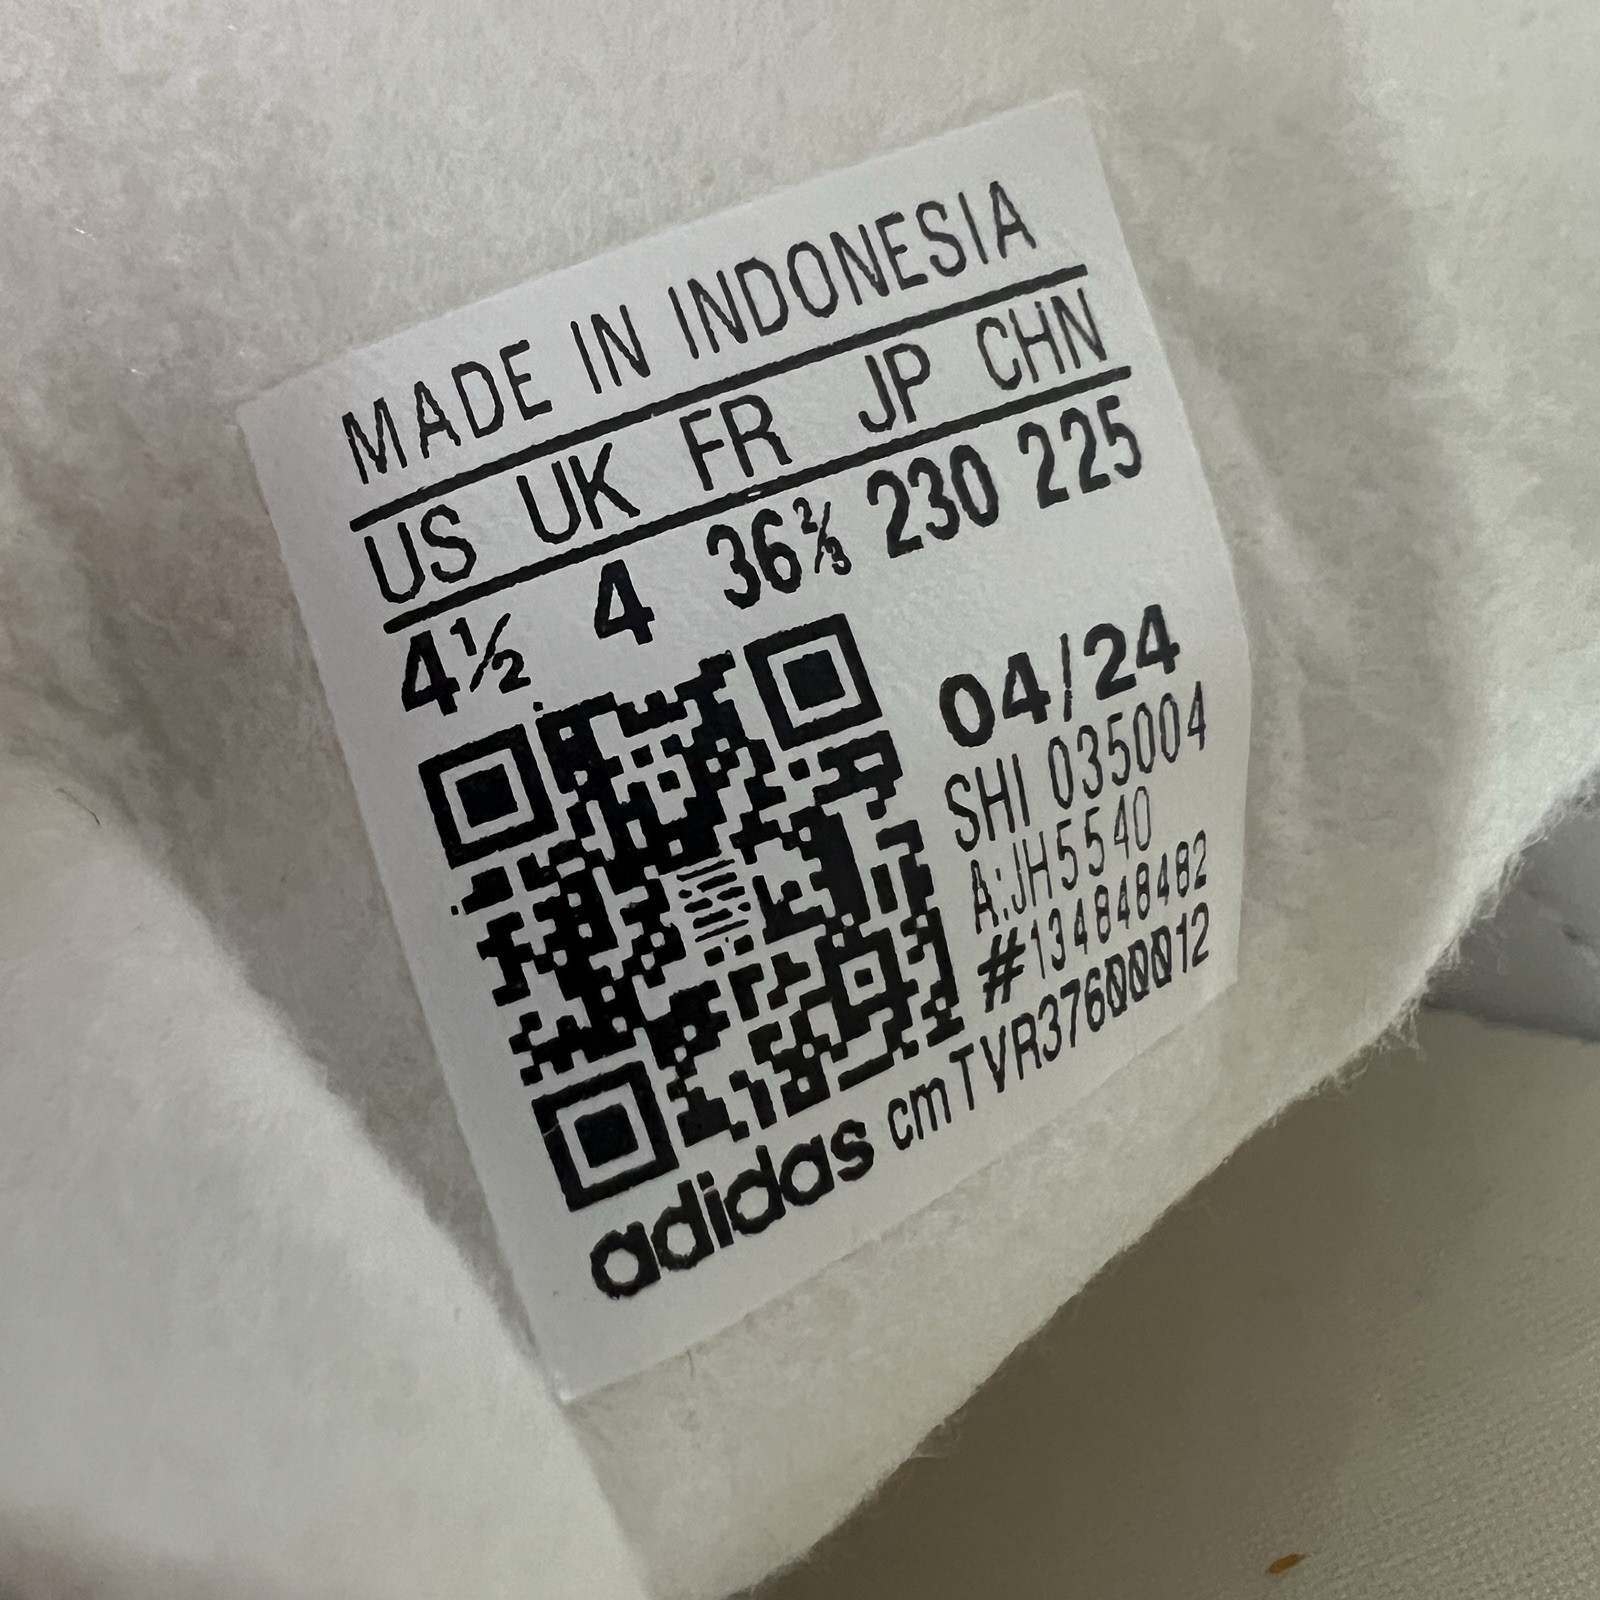 MADE IN INDONESIA
US UK FR JP CHN
4½ 4 36⅔ 230 225
04/24
SHI 035004
A:JH5540
#134848482
adidas cm TVR376000012